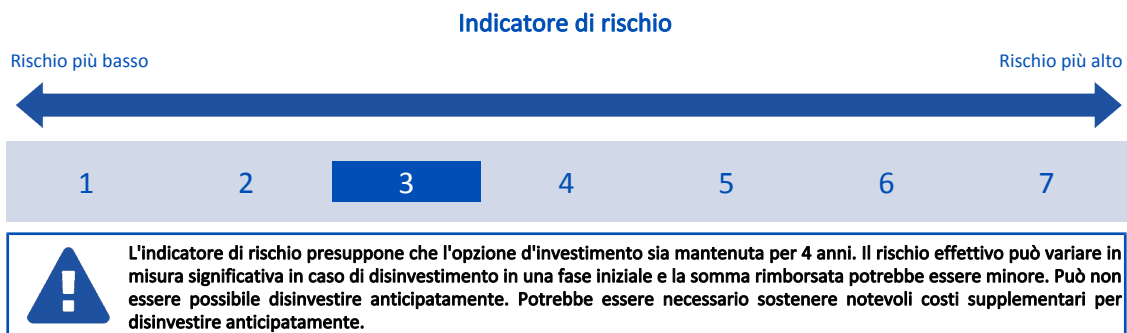 Indicatore di rischio
Rischio più basso
Rischio più alto
1 2 3 4 5 6 7
L'indicatore di rischio presuppone che l'opzione d'investimento sia mantenuta per 4 anni. Il rischio effettivo può variare in
misura significativa in caso di disinvestimento in una fase iniziale e la somma rimborsata potrebbe essere minore. Può non
essere possibile disinvestire anticipatamente. Potrebbe essere necessario sostenere notevoli costi supplementari per
disinvestire anticipatamente.